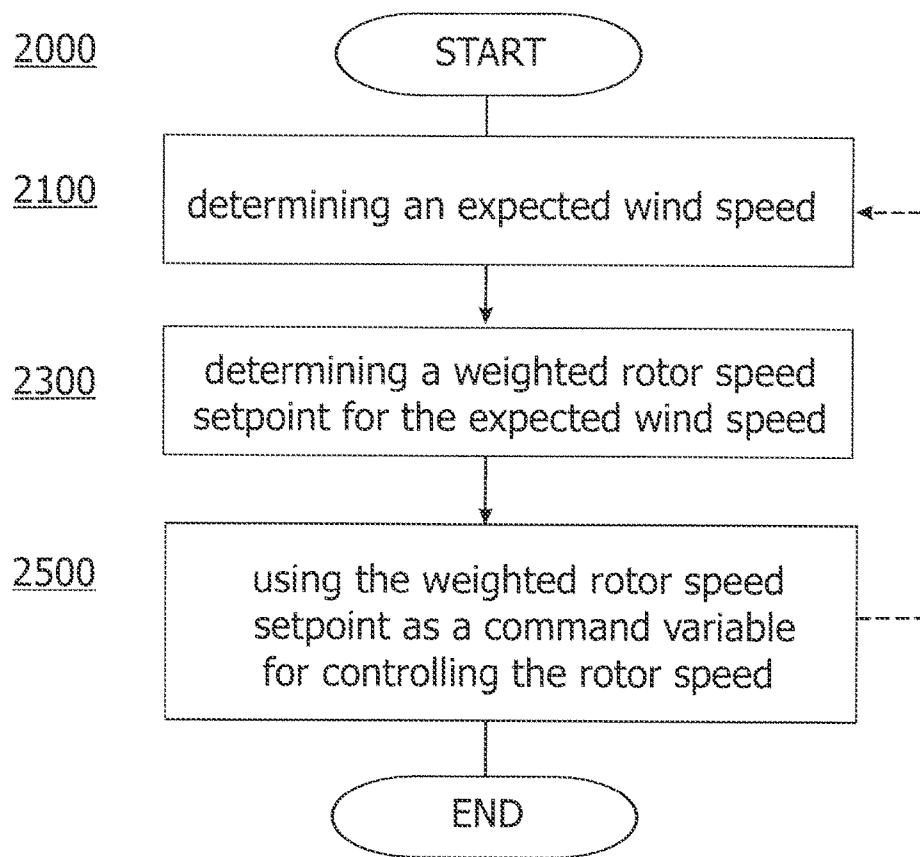 2000
START
2100
determining an expected wind speed
2300
determining a weighted rotor speed
setpoint for the expected wind speed
2500
using the weighted rotor speed
setpoint as a command variable
for controlling the rotor speed
END